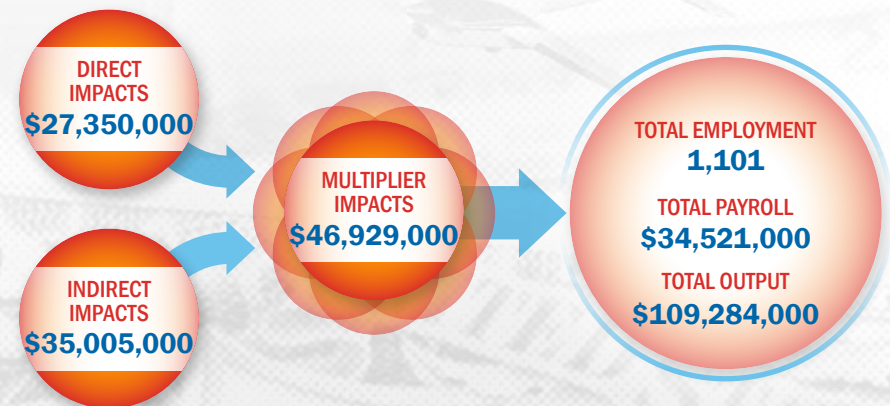 DIRECT
IMPACTS
$27,350,000
INDIRECT
IMPACTS
$35,005,000
MULTIPLIER
IMPACTS
$46,929,000
TOTAL EMPLOYMENT
1,101
TOTAL PAYROLL
$34,521,000
TOTAL OUTPUT
$109,284,000